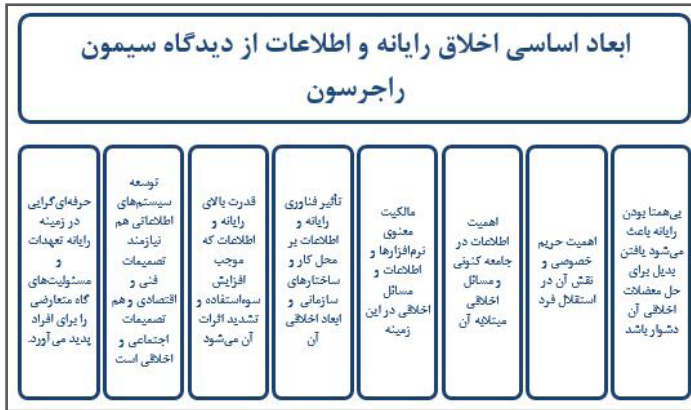 ابعاد اساسی اخلاق رایانه و اطلاعات از دیدگاه سیمون
راجرسون
بی‌همتا بودن
رایانه باعث
می‌شود یافتن
بدیل برای
حل معضلات
اخلاقی آن
دشوار باشد
اهمیت حریم
خصوصی و
نقش آن در
استقلال فرد
اهمیت
اطلاعات در
جامعه کنونی
و مسائل
اخلاقی
مبتلابه آن
مالکیت
معنوی
نرم‌افزارها و
اطلاعات و
مسائل
اخلاقی در این
زمینه
تأثیر فناوری
رایانه و
اطلاعات بر
محل کار و
ساختارهای
سازمانی و
ابعاد اخلاقی
آن
قدرت بالای
رایانه و
اطلاعات که
موجب
افزایش
سوءاستفاده و
تشدید اثرات
آن می‌شود
توسعه
سیستم‌های
اطلاعاتی هم
نیازمند
تصمیمات
فنی و
اقتصادی و هم
تصمیمات
اجتماعی و
اخلاقی است
حرفه‌ای‌گرایی
در زمینه
رایانه تعهدات
و
مسئولیت‌های
گاه متعارضی
را برای افراد
پدید می‌آورد.